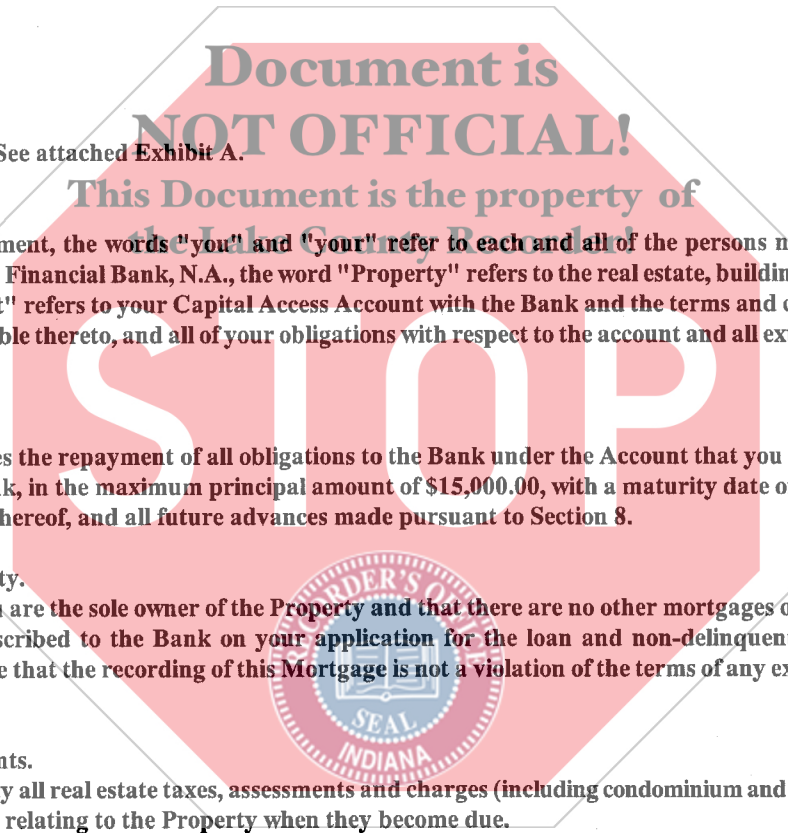 Document is
NOT OFFICIAL!
See attached Exhibit A.
This Document is the property of
the Lake County Recorder!
ment, the words "you" and "your" refer to each and all of the persons n
Financial Bank, N.A., the word "Property" refers to the real estate, buildin
t" refers to your Capital Access Account with the Bank and the terms and c
ble thereto, and all of your obligations with respect to the account and all ex
STOP
es the repayment of all obligations to the Bank under the Account that you
k, in the maximum principal amount of $15,000.00, with a maturity date o
hereof, and all future advances made pursuant to Section 8.
ty.
are the sole owner of the Property and that there are no other mortgages o
scribed to the Bank on your application for the loan and non-delinquent
e that the recording of this Mortgage is not a violation of the terms of any ex
RECORDER'S OFFICE
SEAL
INDIANA
nts.
y all real estate taxes, assessments and charges (including condominium and
relating to the Property when they become due.